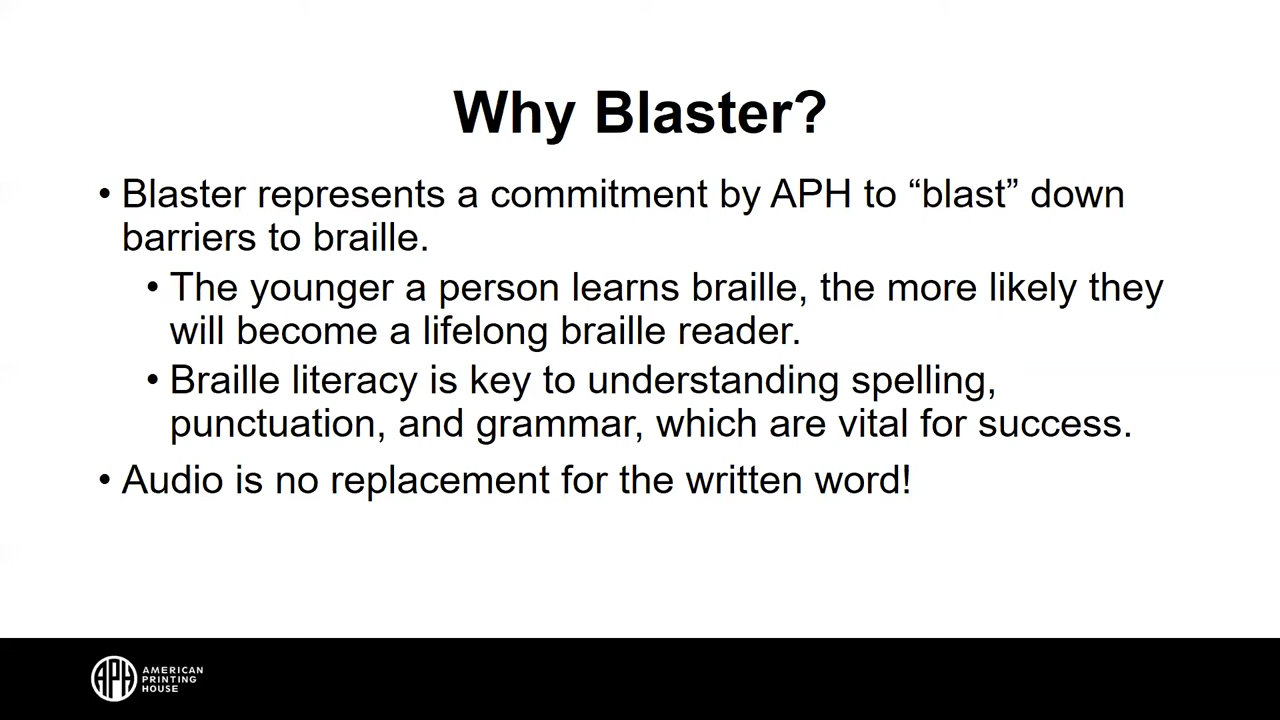 Why Blaster?
• Blaster represents a commitment by APH to “blast” down
barriers to braille.
• The younger a person learns braille, the more likely they
will become a lifelong braille reader.
• Braille literacy is key to understanding spelling,
punctuation, and grammar, which are vital for success.
• Audio is no replacement for the written word!
APH
AMERICAN
PRINTING
HOUSE